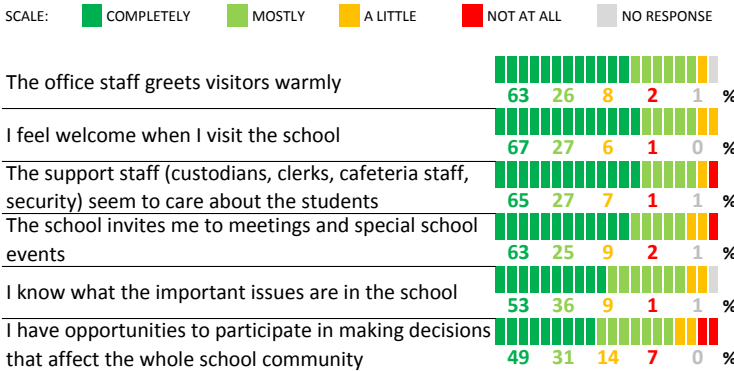 SCALE: COMPLETELY MOSTLY A LITTLE NOT AT ALL NO RESPONSE
The office staff greets visitors warmly
63 26 8 2 1 %
I feel welcome when I visit the school
67 27 6 1 0 %
The support staff (custodians, clerks, cafeteria staff,
security) seem to care about the students
65 27 7 1 1 %
The school invites me to meetings and special school
events
63 25 9 2 1 %
I know what the important issues are in the school
53 36 9 1 1 %
I have opportunities to participate in making decisions
that affect the whole school community
49 31 14 7 0 %